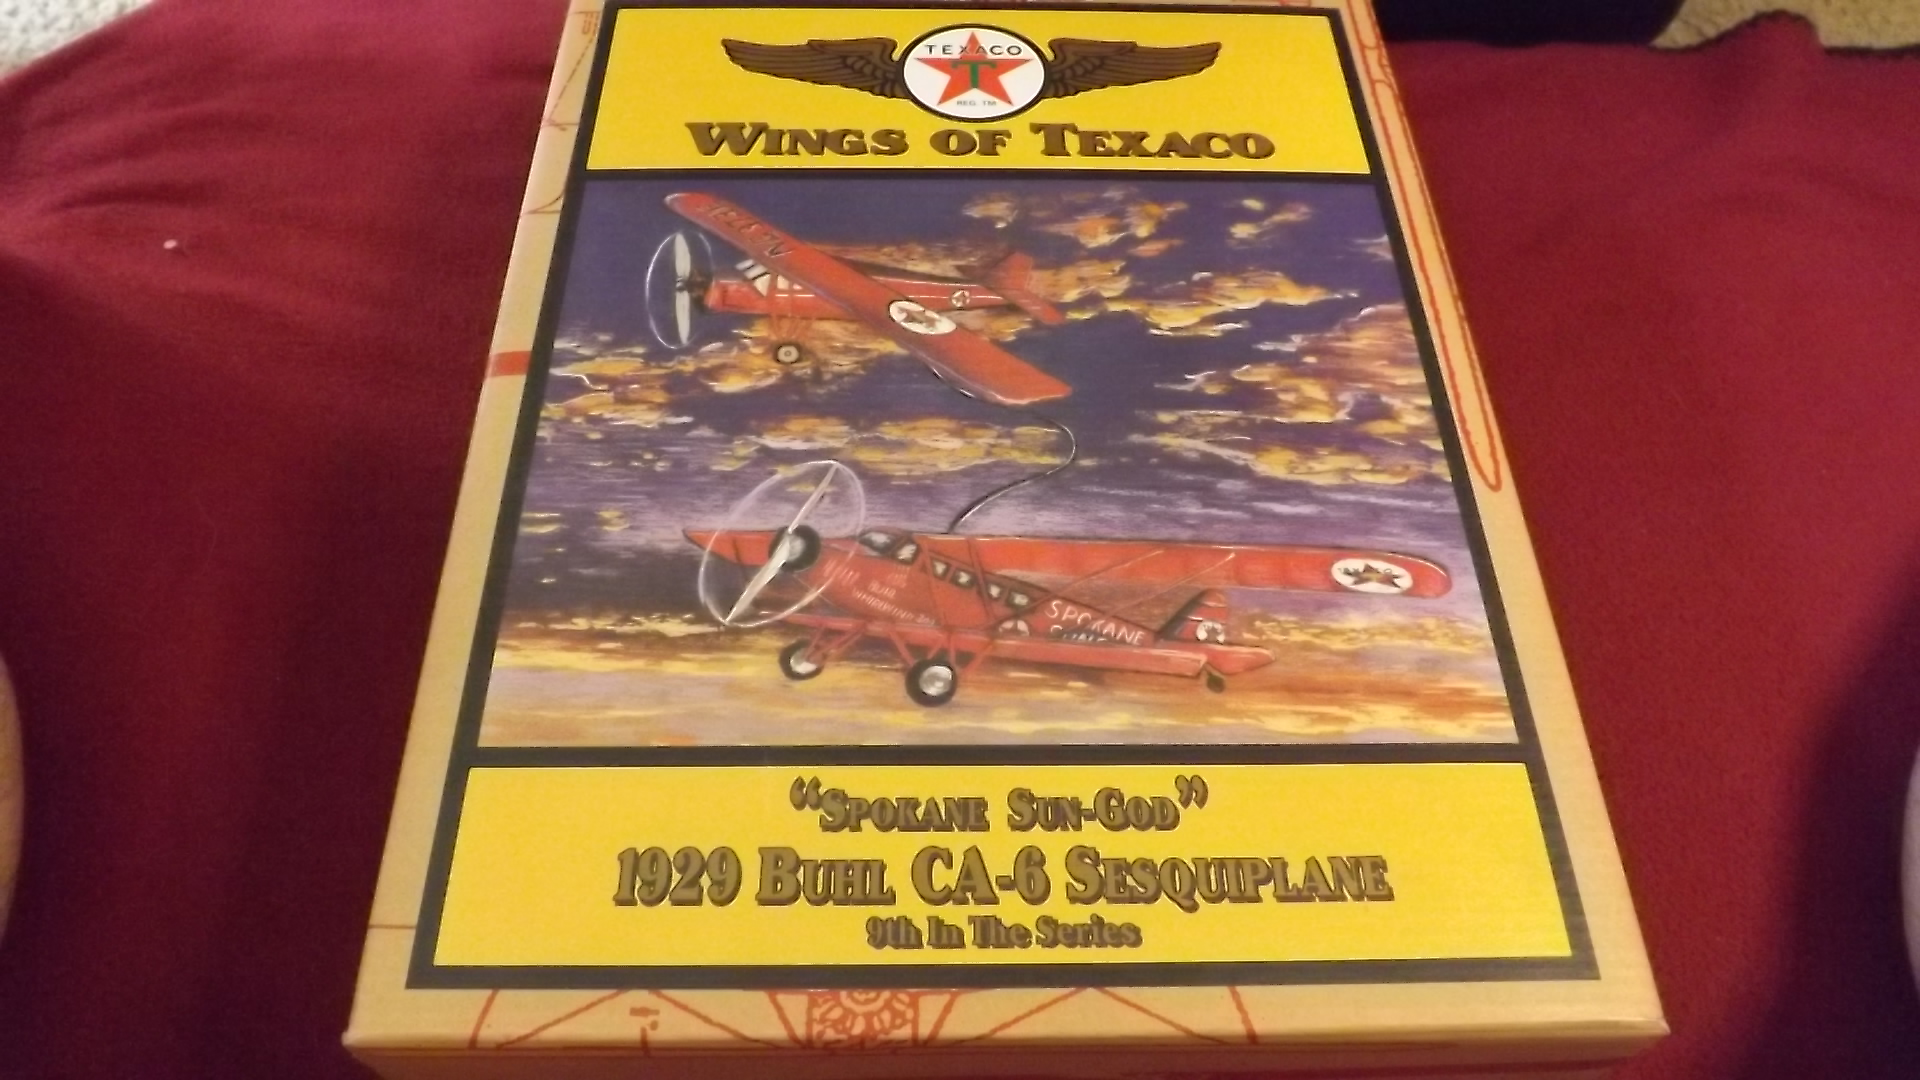 TEXACO
T
REG. TM
WINGS OF TEXACO
SPOKANE
“SPOKANE SUN-GOD”
1929 BUHL CA-6 SESQUIPLANE
9th In The Series